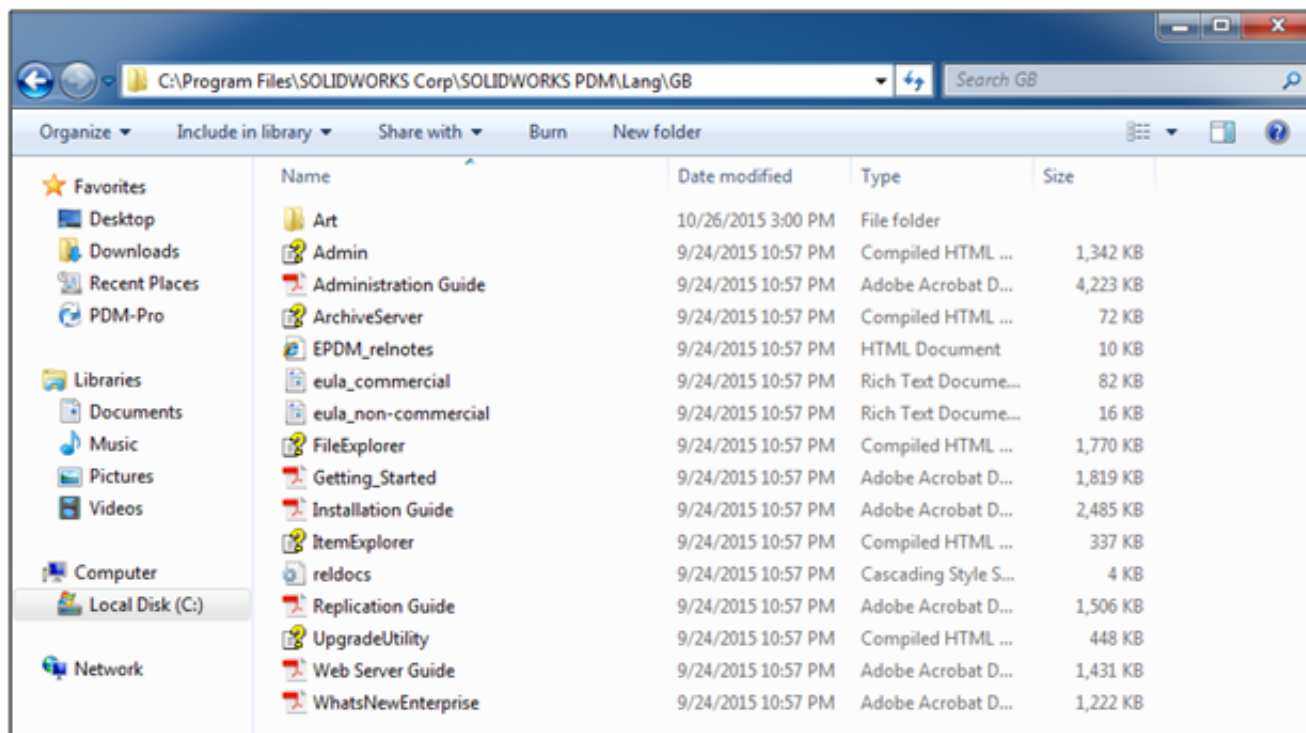 C:\Program Files\SOLIDWORKS Corp\SOLIDWORKS PDM\Lang\GB Search GB
Organize Include in library Share with Burn New folder
Favorites
Desktop
Downloads
Recent Places
PDM-Pro
Libraries
Documents
Music
Pictures
Videos
Computer
Local Disk (C:)
Network
Name Date modified Type Size
Art 10/26/2015 3:00 PM File folder
Admin 9/24/2015 10:57 PM Compiled HTML ... 1,342 KB
Administration Guide 9/24/2015 10:57 PM Adobe Acrobat D... 4,223 KB
ArchiveServer 9/24/2015 10:57 PM Compiled HTML ... 72 KB
EPDM_relnotes 9/24/2015 10:57 PM HTML Document 10 KB
eula_commercial 9/24/2015 10:57 PM Rich Text Docume... 82 KB
eula_non-commercial 9/24/2015 10:57 PM Rich Text Docume... 16 KB
FileExplorer 9/24/2015 10:57 PM Compiled HTML ... 1,770 KB
Getting_Started 9/24/2015 10:57 PM Adobe Acrobat D... 1,819 KB
Installation Guide 9/24/2015 10:57 PM Adobe Acrobat D... 2,485 KB
ItemExplorer 9/24/2015 10:57 PM Compiled HTML ... 337 KB
reldocs 9/24/2015 10:57 PM Cascading Style S... 4 KB
Replication Guide 9/24/2015 10:57 PM Adobe Acrobat D... 1,506 KB
UpgradeUtility 9/24/2015 10:57 PM Compiled HTML ... 448 KB
Web Server Guide 9/24/2015 10:57 PM Adobe Acrobat D... 1,431 KB
WhatsNewEnterprise 9/24/2015 10:57 PM Adobe Acrobat D... 1,222 KB